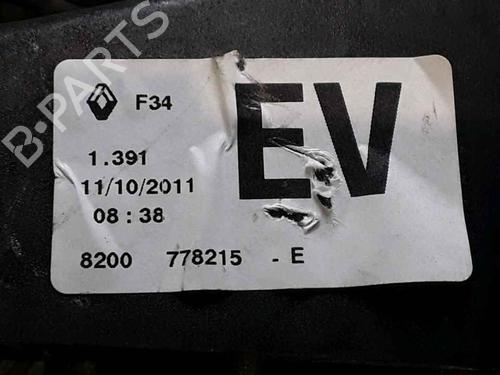 F34
EV
1.391
11/10/2011
08:38
8200 778215 - E
B-PARTS